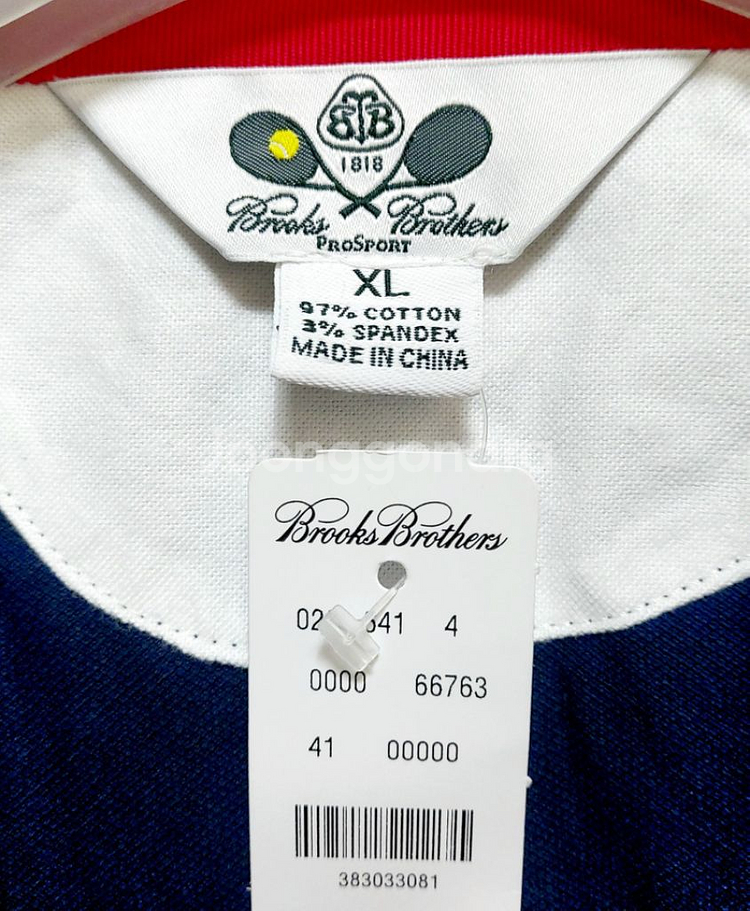 BB
1818
Brooks Brothers
PROSPORT
XL
97% COTTON
3% SPANDEX
MADE IN CHINA
Joonggonara
Brooks Brothers
4
0000 66763
41 00000
383033081